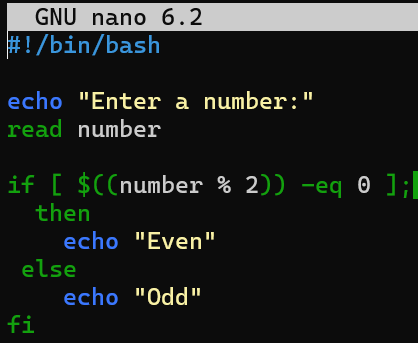 GNU nano 6.2
#!/bin/bash
echo "Enter a number:"
read number
if [ $((number % 2)) -eq 0 ];
then
echo "Even"
else
echo "Odd"
fi